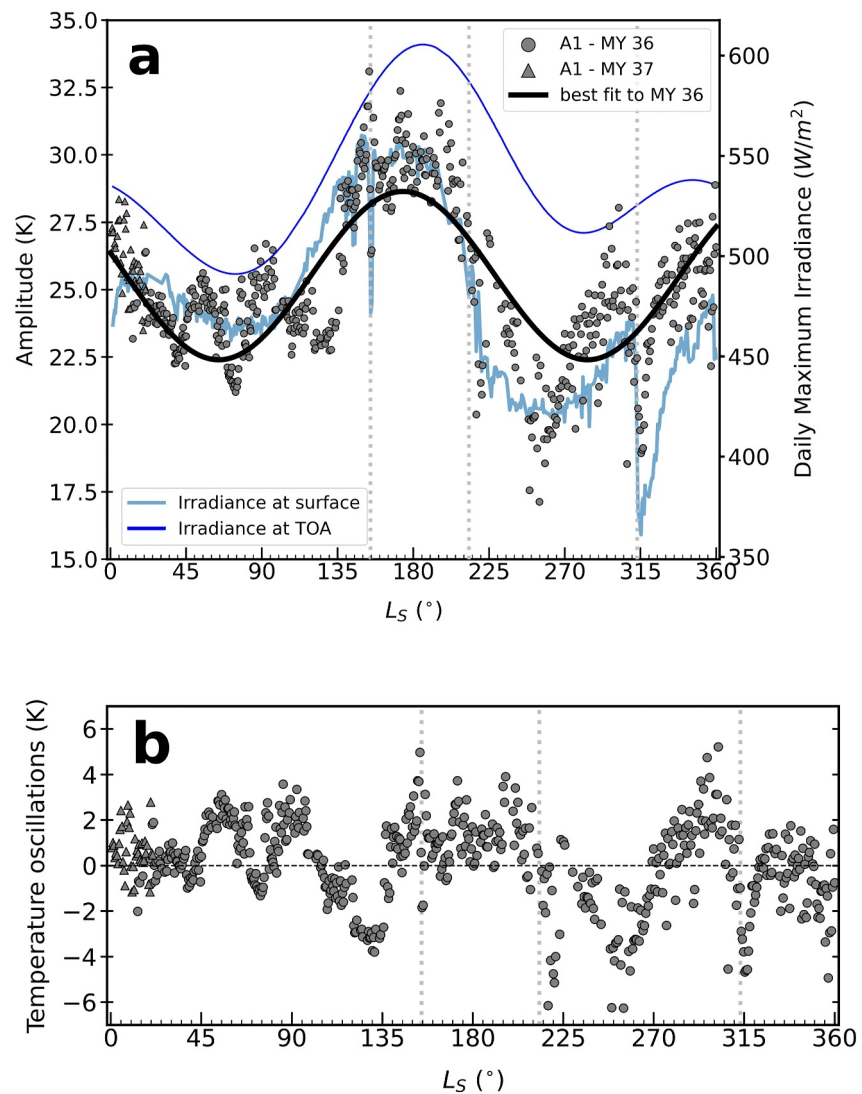 a
A1 - MY 36
A1 - MY 37
best fit to MY 36
Irradiance at surface
Irradiance at TOA
35.0
32.5
30.0
27.5
25.0
22.5
20.0
17.5
15.0
Amplitude (K)
600
550
500
450
400
350
Daily Maximum Irradiance (W/m²)
0 45 90 135 180 225 270 315 360
L_S (°)
b
6
4
2
0
−2
−4
−6
Temperature oscillations (K)
0 45 90 135 180 225 270 315 360
L_S (°)